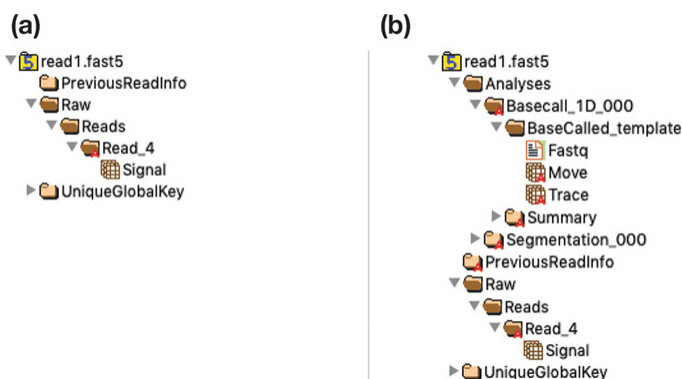 (a)
read1.fast5
PreviousReadInfo
Raw
Reads
Read_4
Signal
UniqueGlobalKey
(b)
read1.fast5
Analyses
Basecall_1D_000
BaseCalled_template
Fastq
Move
Trace
Summary
Segmentation_000
PreviousReadInfo
Raw
Reads
Read_4
Signal
UniqueGlobalKey